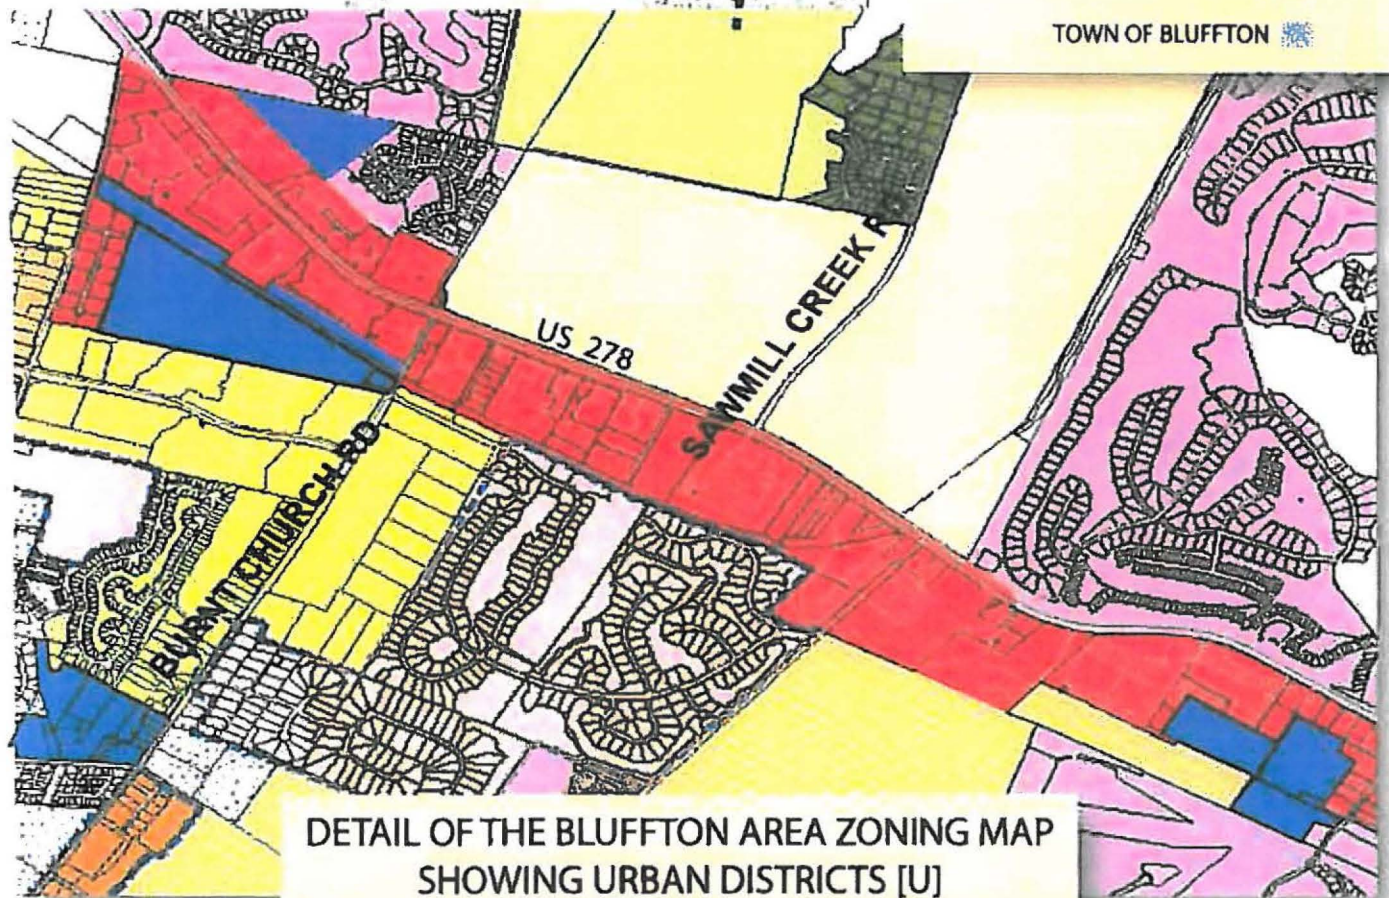 TOWN OF BLUFFTON
US 278
SAWMILL CREEK R
BURNT CHURCH RD
DETAIL OF THE BLUFFTON AREA ZONING MAP
SHOWING URBAN DISTRICTS [U]